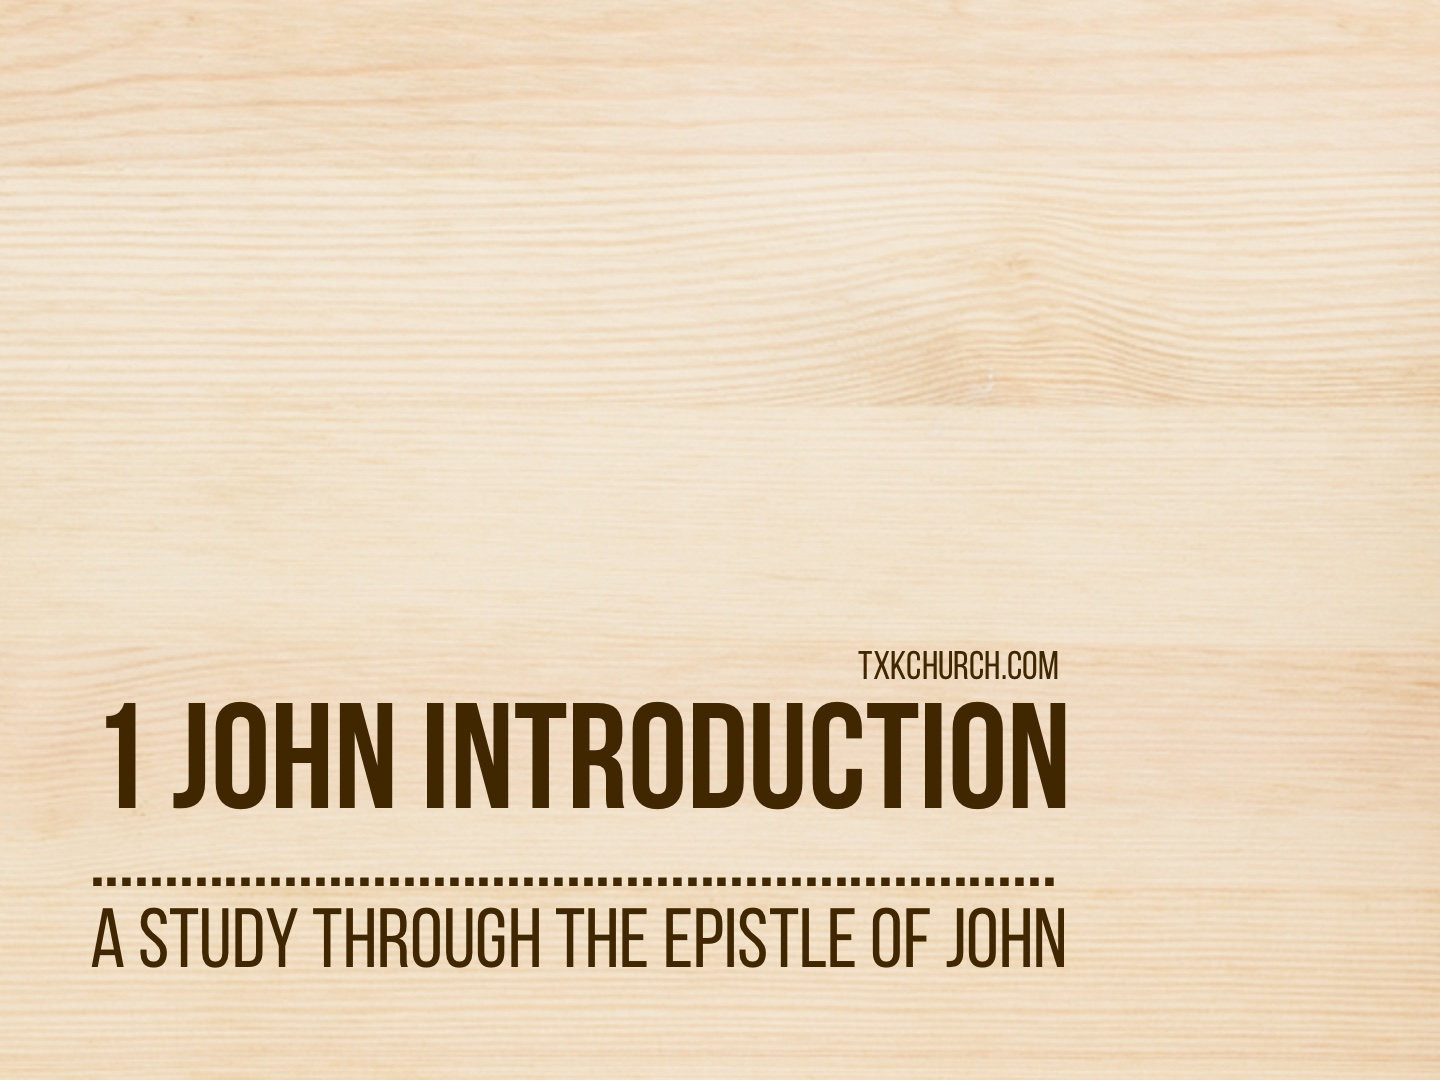 TXKCHURCH.COM
1 JOHN INTRODUCTION
A STUDY THROUGH THE EPISTLE OF JOHN